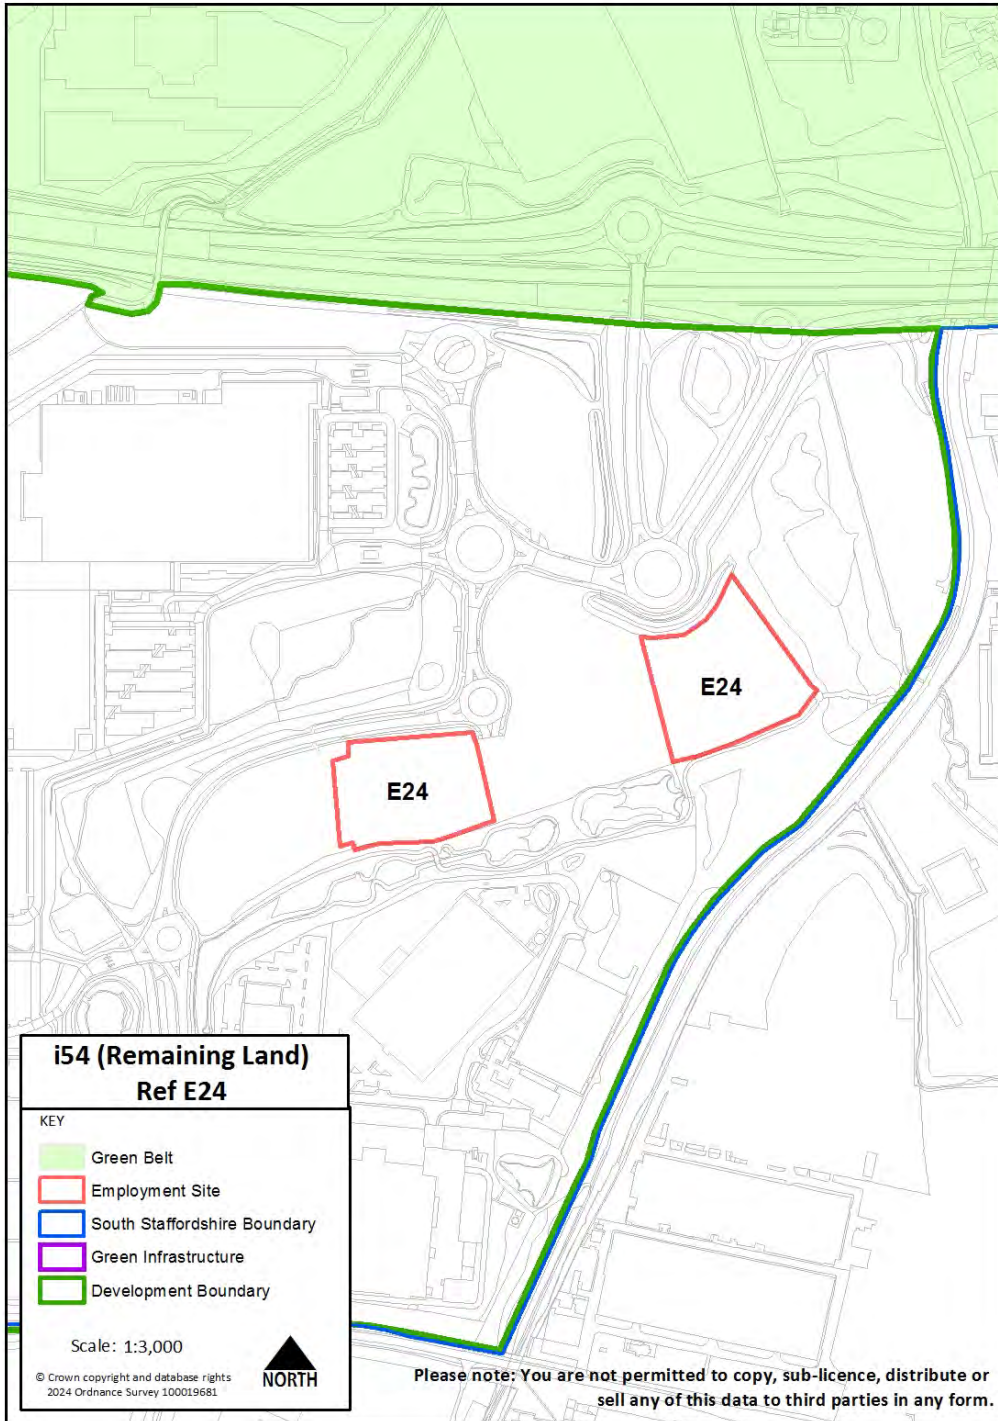 E24
E24
i54 (Remaining Land)
Ref E24
KEY
Green Belt
Employment Site
South Staffordshire Boundary
Green Infrastructure
Development Boundary
Scale: 1:3,000
© Crown copyright and database rights
2024 Ordnance Survey 100019681
NORTH
Please note: You are not permitted to copy, sub-licence, distribute or
sell any of this data to third parties in any form.